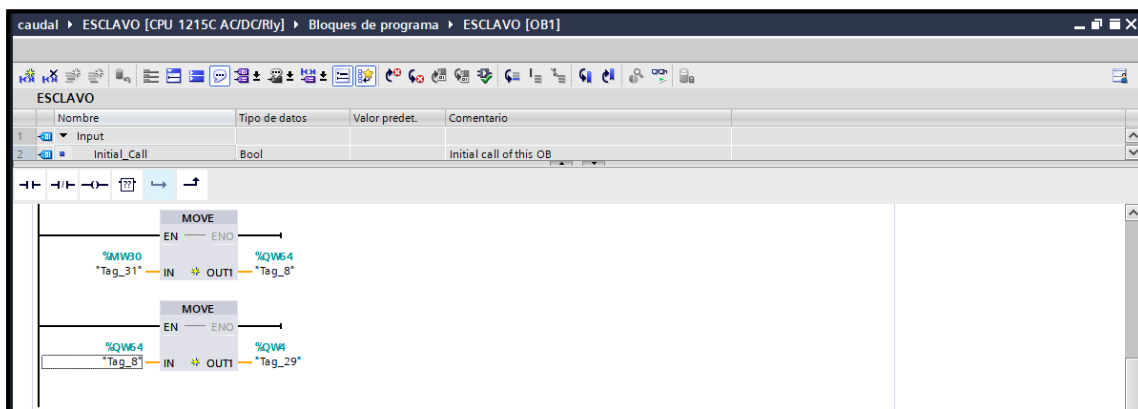 caudal ▸ ESCLAVO [CPU 1215C AC/DC/Rly] ▸ Bloques de programa ▸ ESCLAVO [OB1]
ESCLAVO
Nombre Tipo de datos Valor predet. Comentario
1 Input
2 Initial_Call Bool Initial call of this OB
??
MOVE
EN ENO
%MW30 %QW64
"Tag_31" IN OUT1 "Tag_8"
MOVE
EN ENO
%QW64 %QW4
"Tag_8" IN OUT1 "Tag_29"